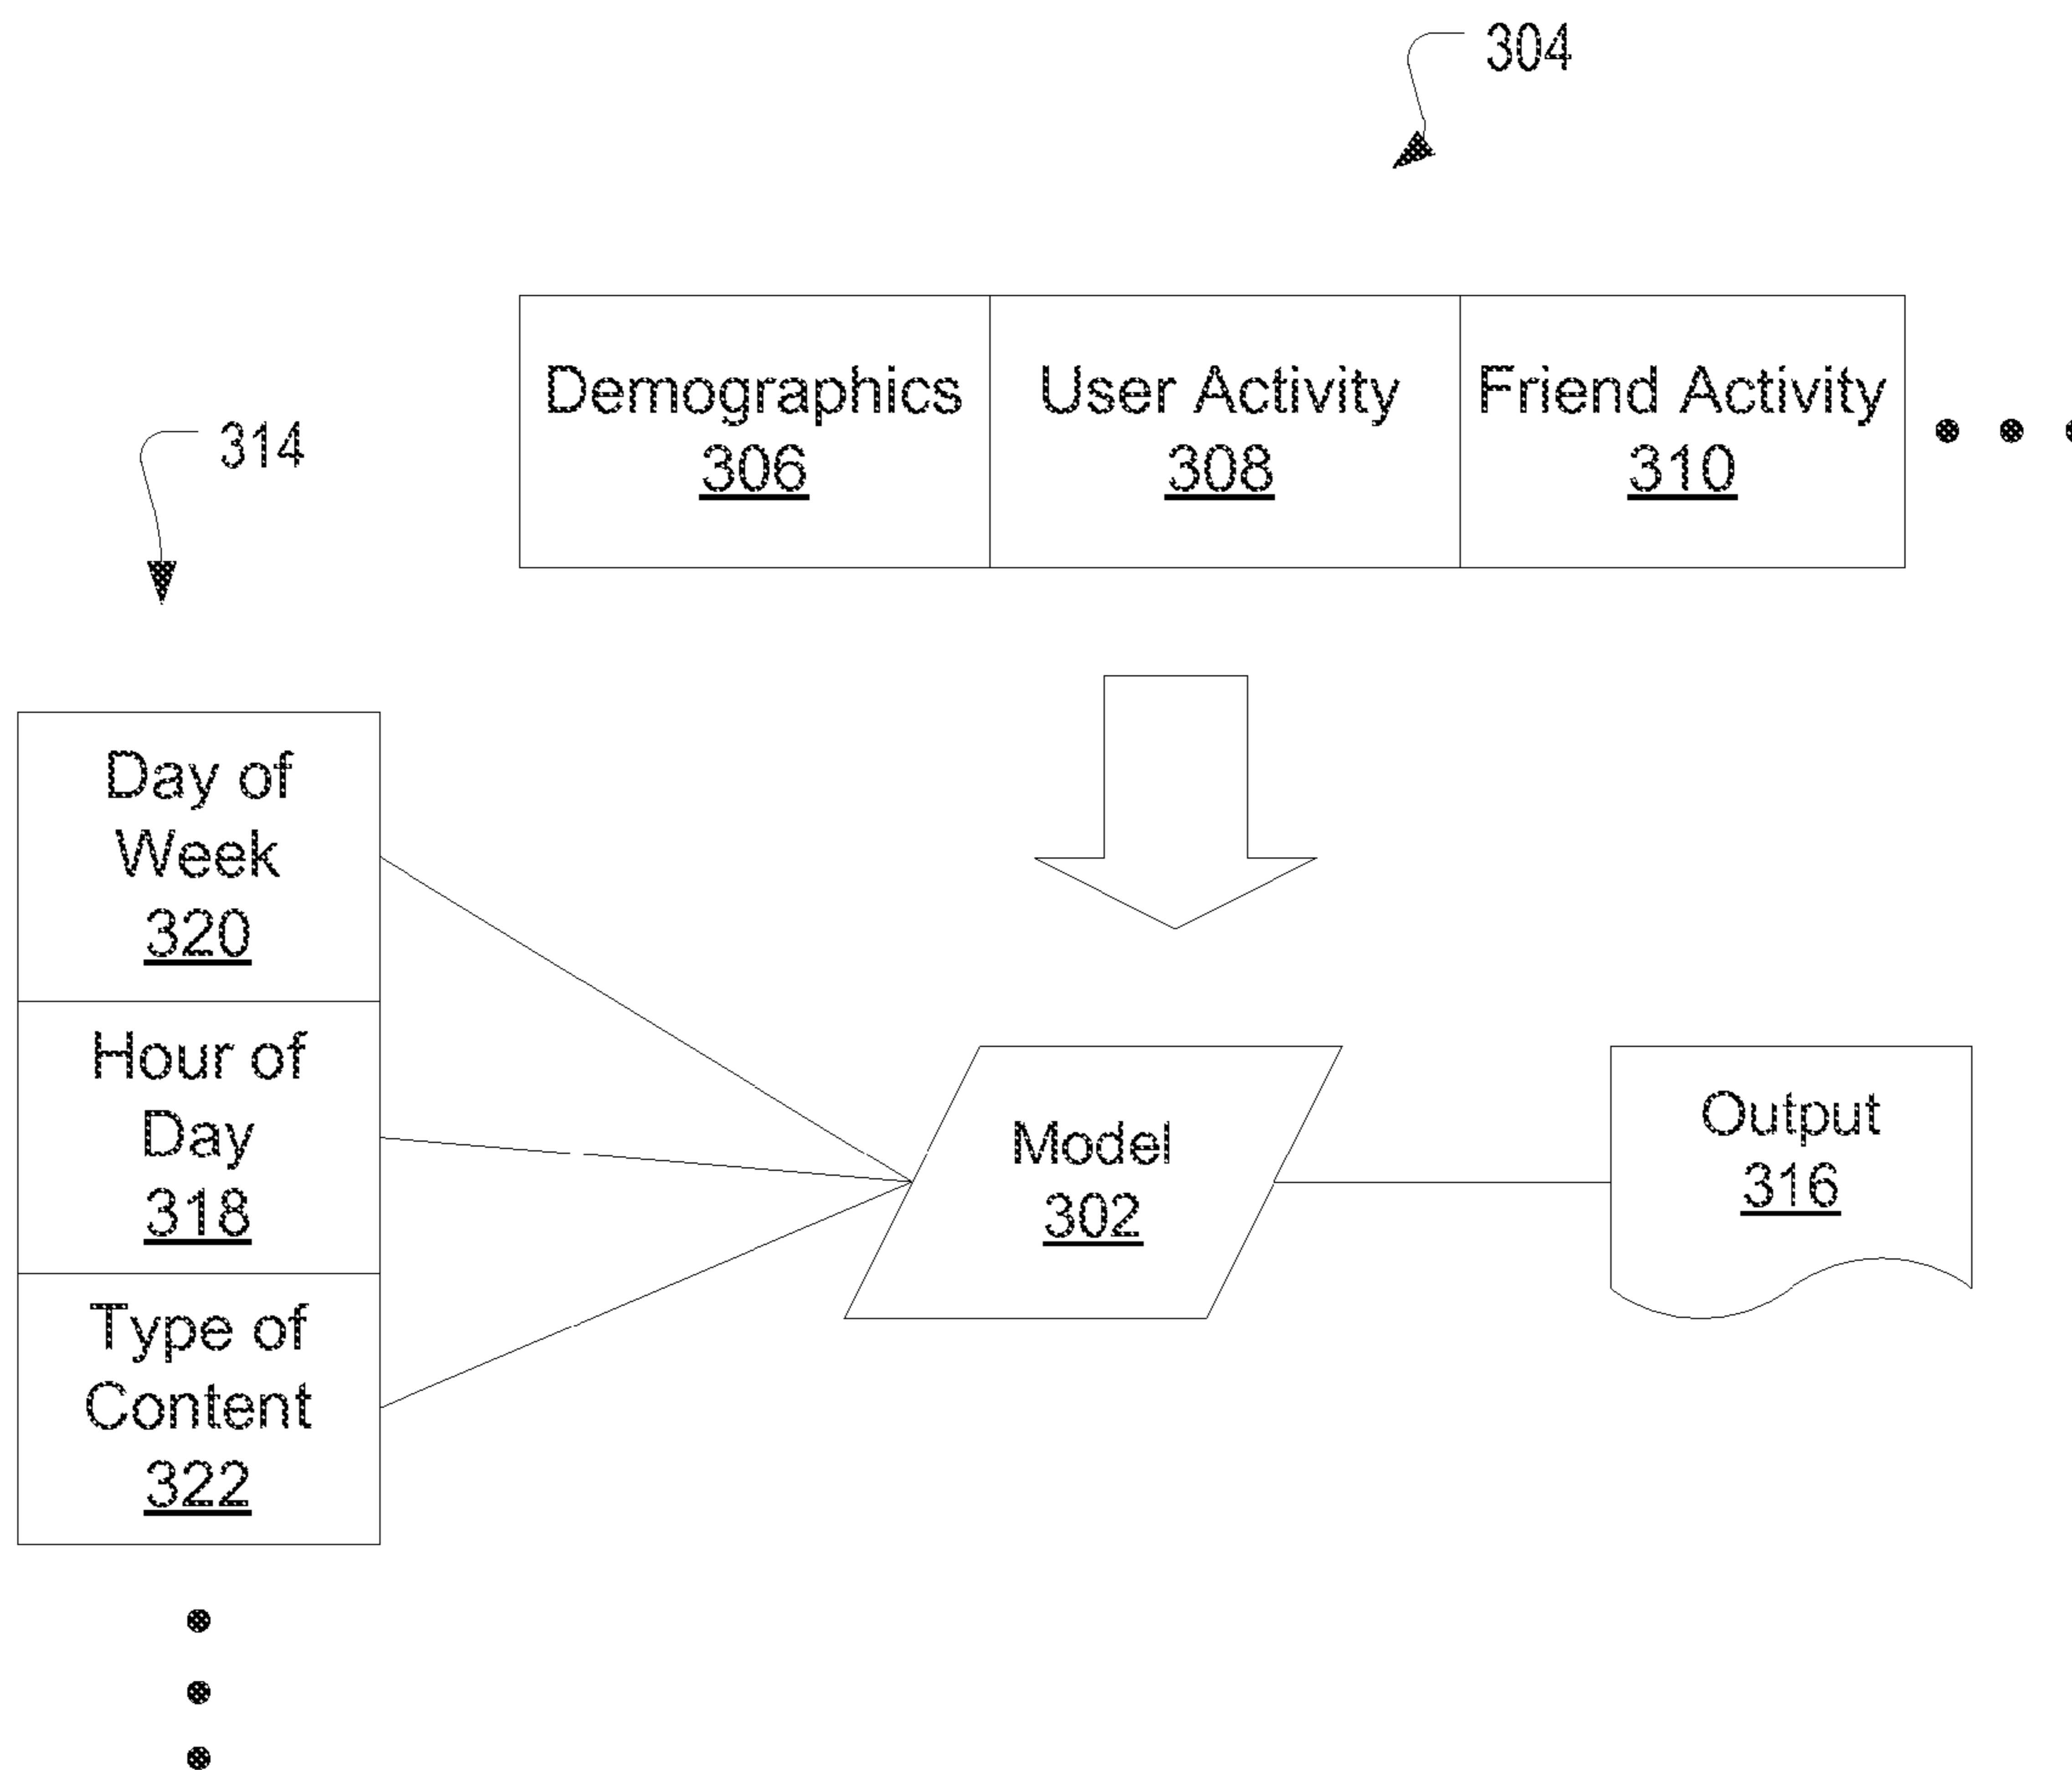 304
Demographics
306
User Activity
308
Friend Activity
310
314
Day of
Week
320
Hour of
Day
318
Type of
Content
322
Model
302
Output
316